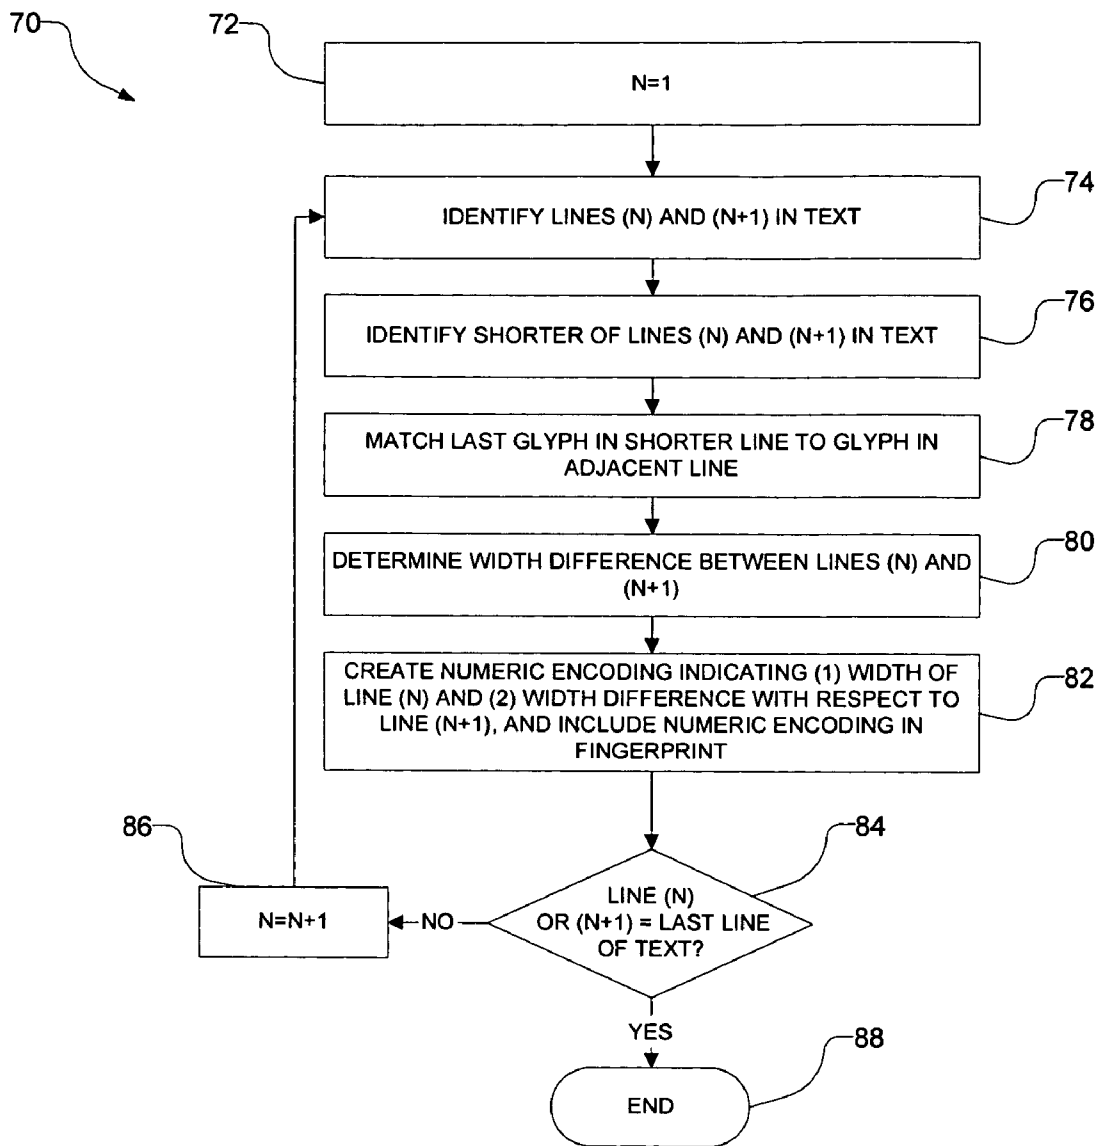 70
72
N=1
74
IDENTIFY LINES (N) AND (N+1) IN TEXT
76
IDENTIFY SHORTER OF LINES (N) AND (N+1) IN TEXT
78
MATCH LAST GLYPH IN SHORTER LINE TO GLYPH IN
ADJACENT LINE
80
DETERMINE WIDTH DIFFERENCE BETWEEN LINES (N) AND
(N+1)
82
CREATE NUMERIC ENCODING INDICATING (1) WIDTH OF
LINE (N) AND (2) WIDTH DIFFERENCE WITH RESPECT TO
LINE (N+1), AND INCLUDE NUMERIC ENCODING IN
FINGERPRINT
86
84
N=N+1
NO
LINE (N)
OR (N+1) = LAST LINE
OF TEXT?
YES
88
END